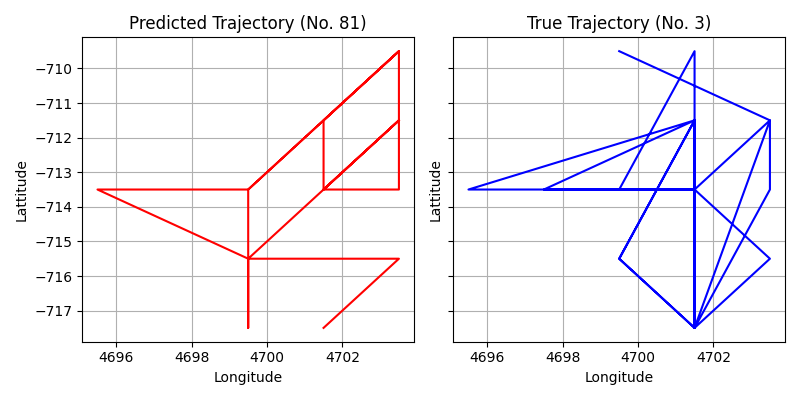 Predicted Trajectory (No. 81)
True Trajectory (No. 3)
Lattitude
−710
−711
−712
−713
−714
−715
−716
−717
4696 4698 4700 4702
Longitude
Lattitude
4696 4698 4700 4702
Longitude